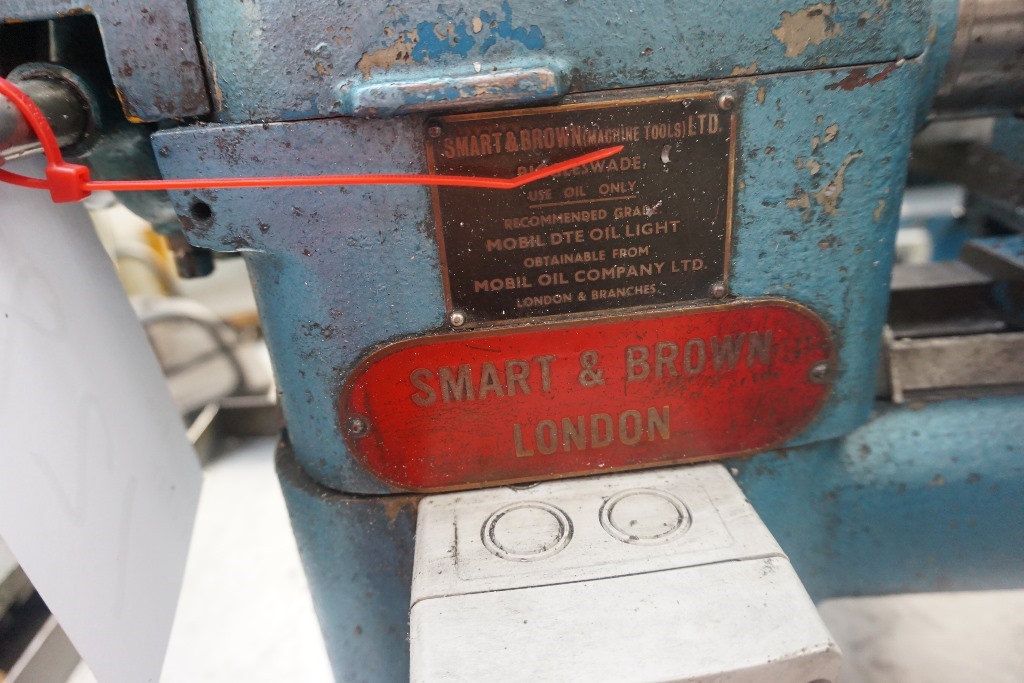 SMART & BROWN (MACHINE TOOLS) LTD.
USE OIL ONLY
RECOMMENDED GRADE
MOBIL DTE OIL LIGHT
OBTAINABLE FROM
MOBIL OIL COMPANY LTD.
LONDON & BRANCHES
SMART & BROWN
LONDON